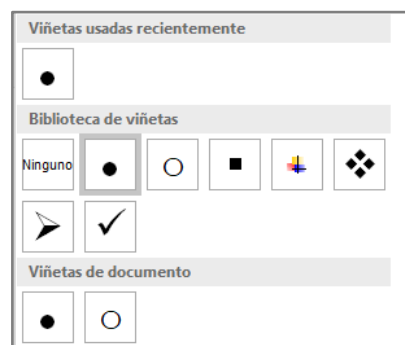 Viñetas usadas recientemente
Biblioteca de viñetas
Ninguno
Viñetas de documento